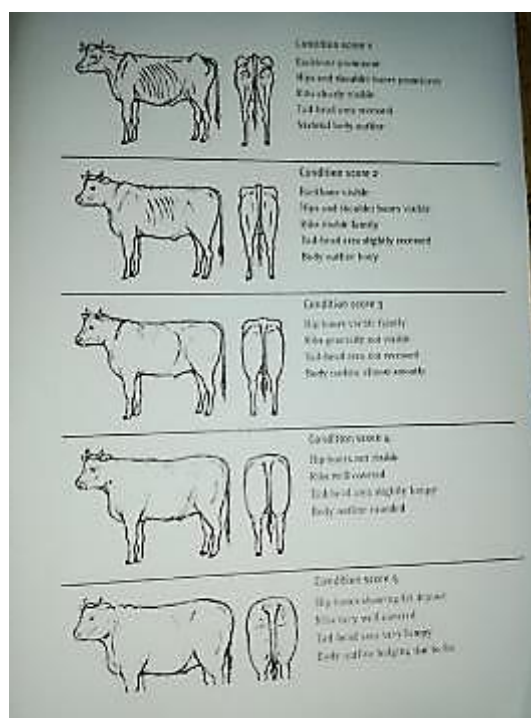 Condition score 1
Backbone prominent
Hips and shoulder bones prominent
Ribs clearly visible
Tail-head area recessed
Skeletal body outline
Condition score 2
Backbone visible
Hips and shoulder bones visible
Ribs visible faintly
Tail-head area slightly recessed
Body outline bony
Condition score 3
Hip bones visible faintly
Ribs generally not visible
Tail-head area not recessed
Body outline almost smooth
Condition score 4
Hip bones not visible
Ribs well covered
Tail-head area slightly lumpy
Body outline rounded
Condition score 5
Hip bones showing fat deposit
Ribs very well covered
Tail-head area very lumpy
Body outline bulging due to fat